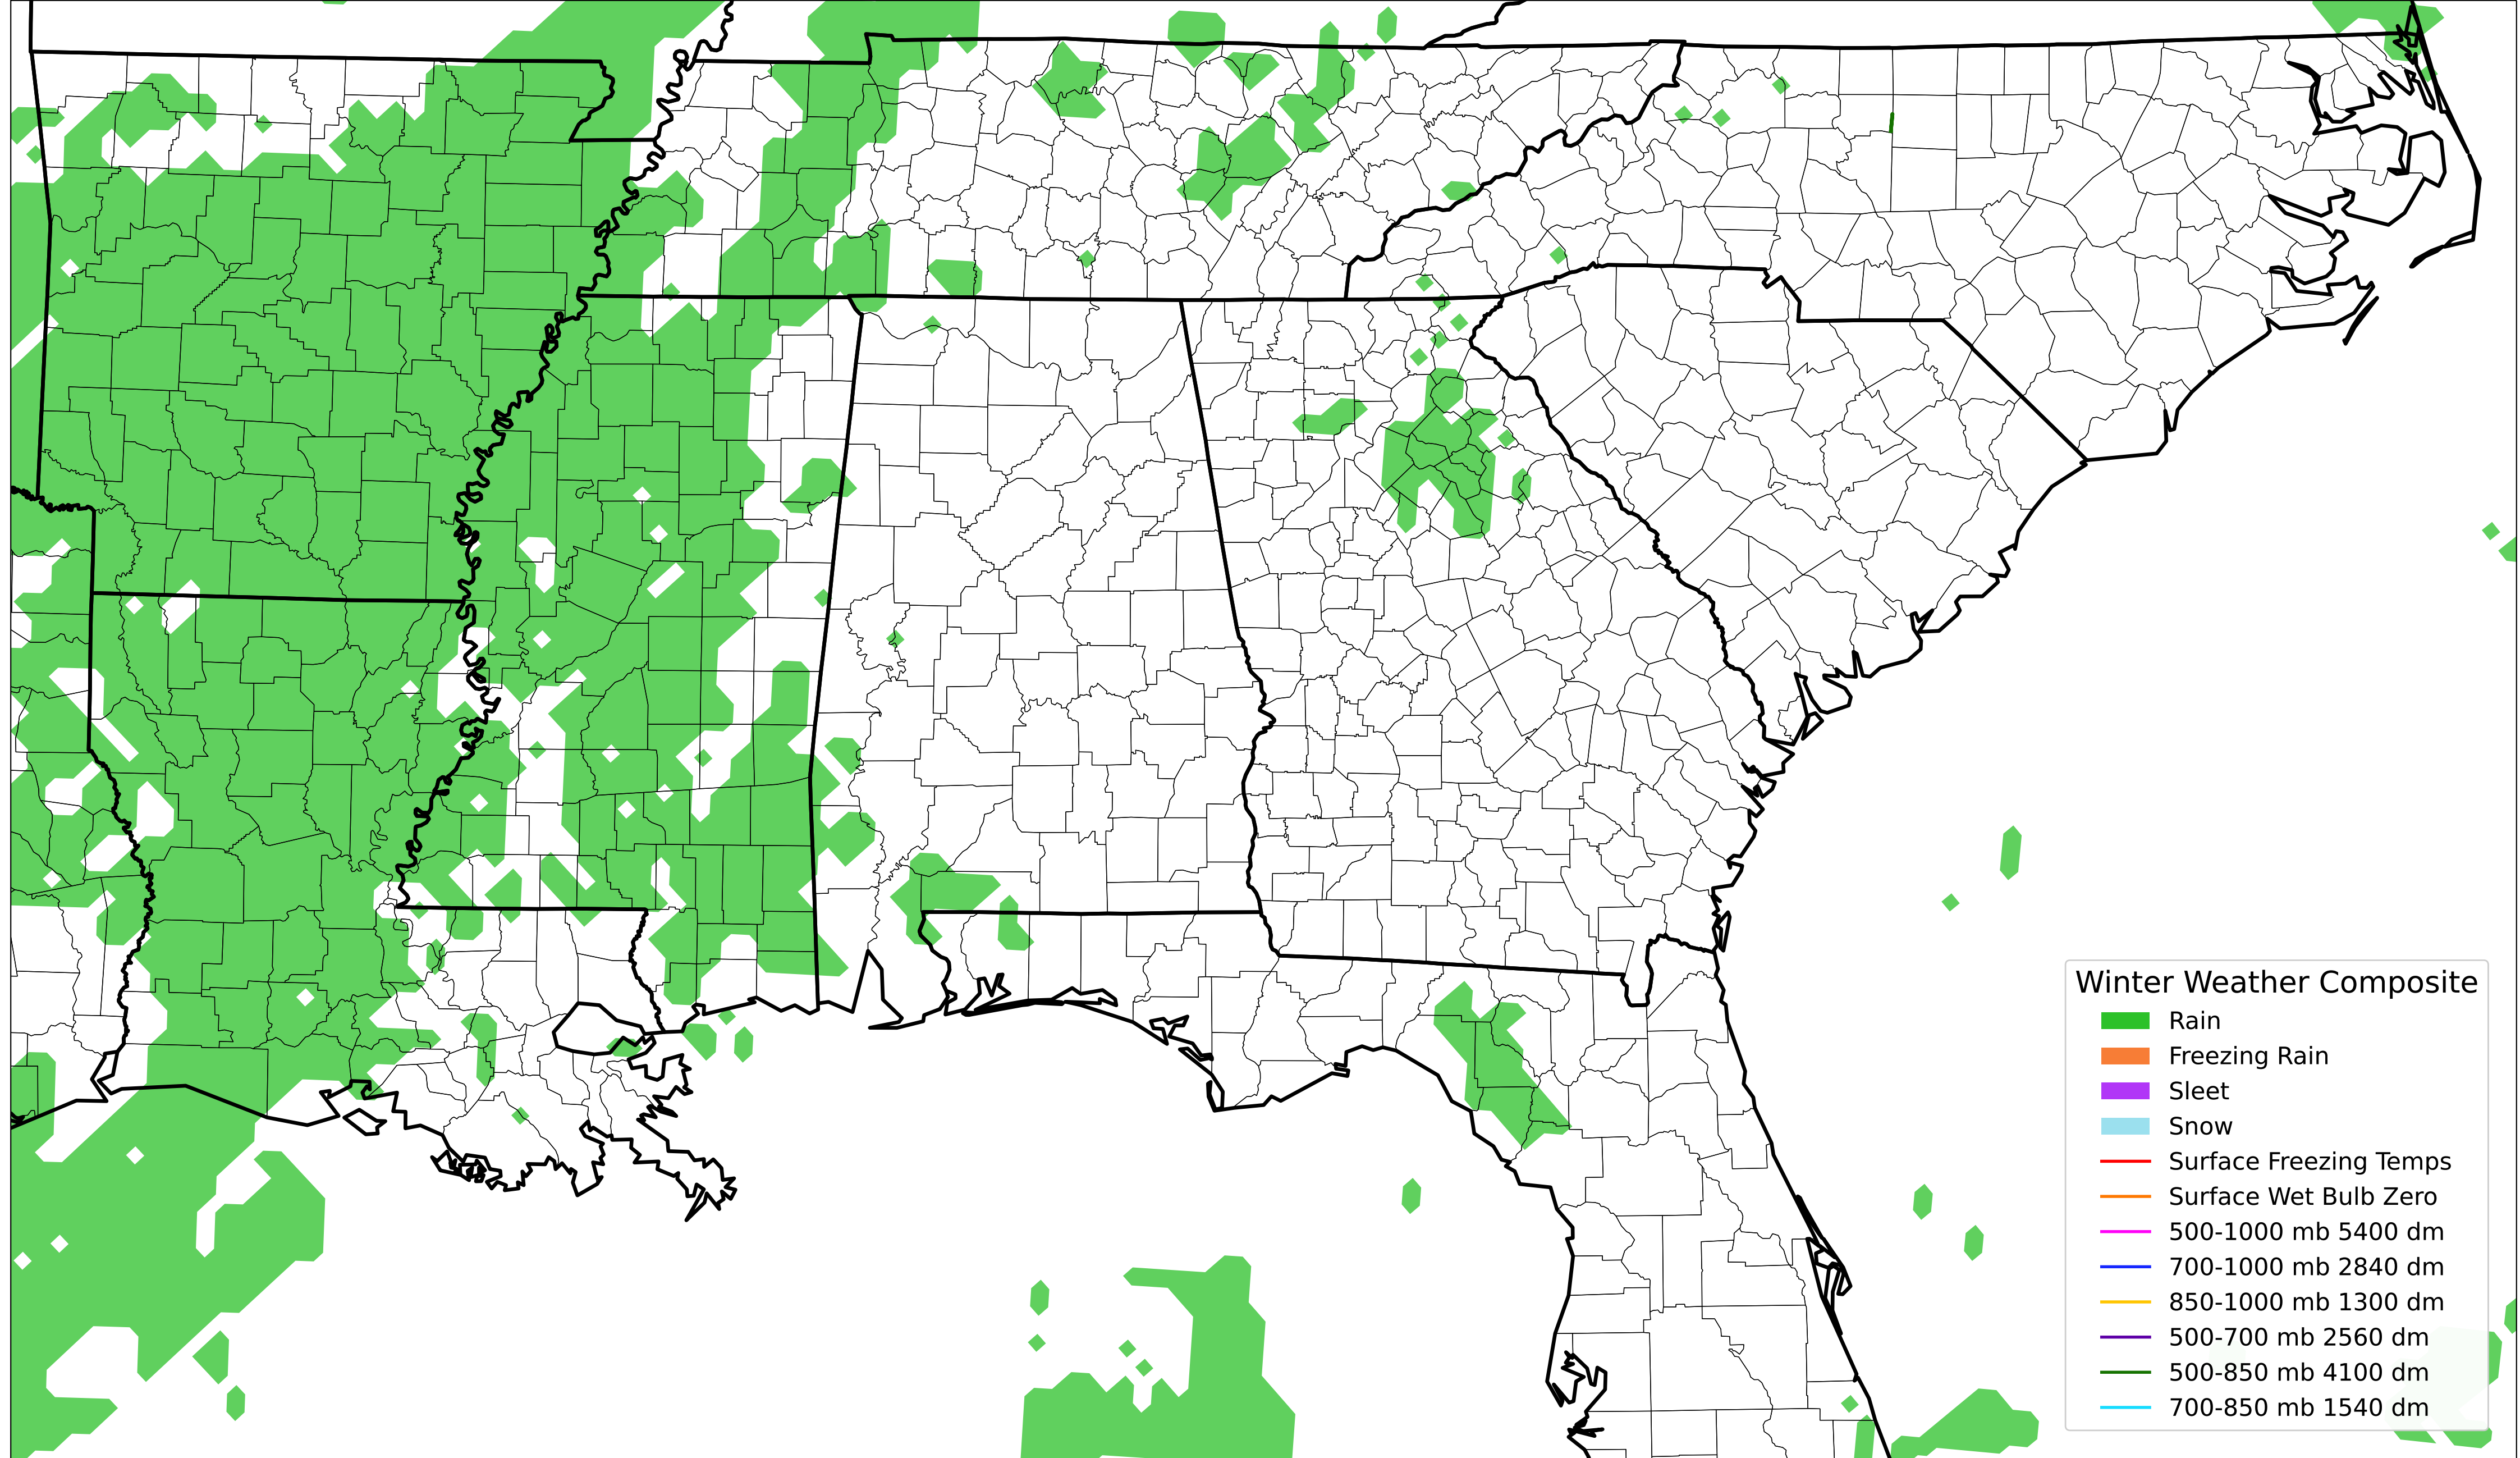 Winter Weather Composite
Rain
Freezing Rain
Sleet
Snow
Surface Freezing Temps
Surface Wet Bulb Zero
500-1000 mb 5400 dm
700-1000 mb 2840 dm
850-1000 mb 1300 dm
500-700 mb 2560 dm
500-850 mb 4100 dm
700-850 mb 1540 dm